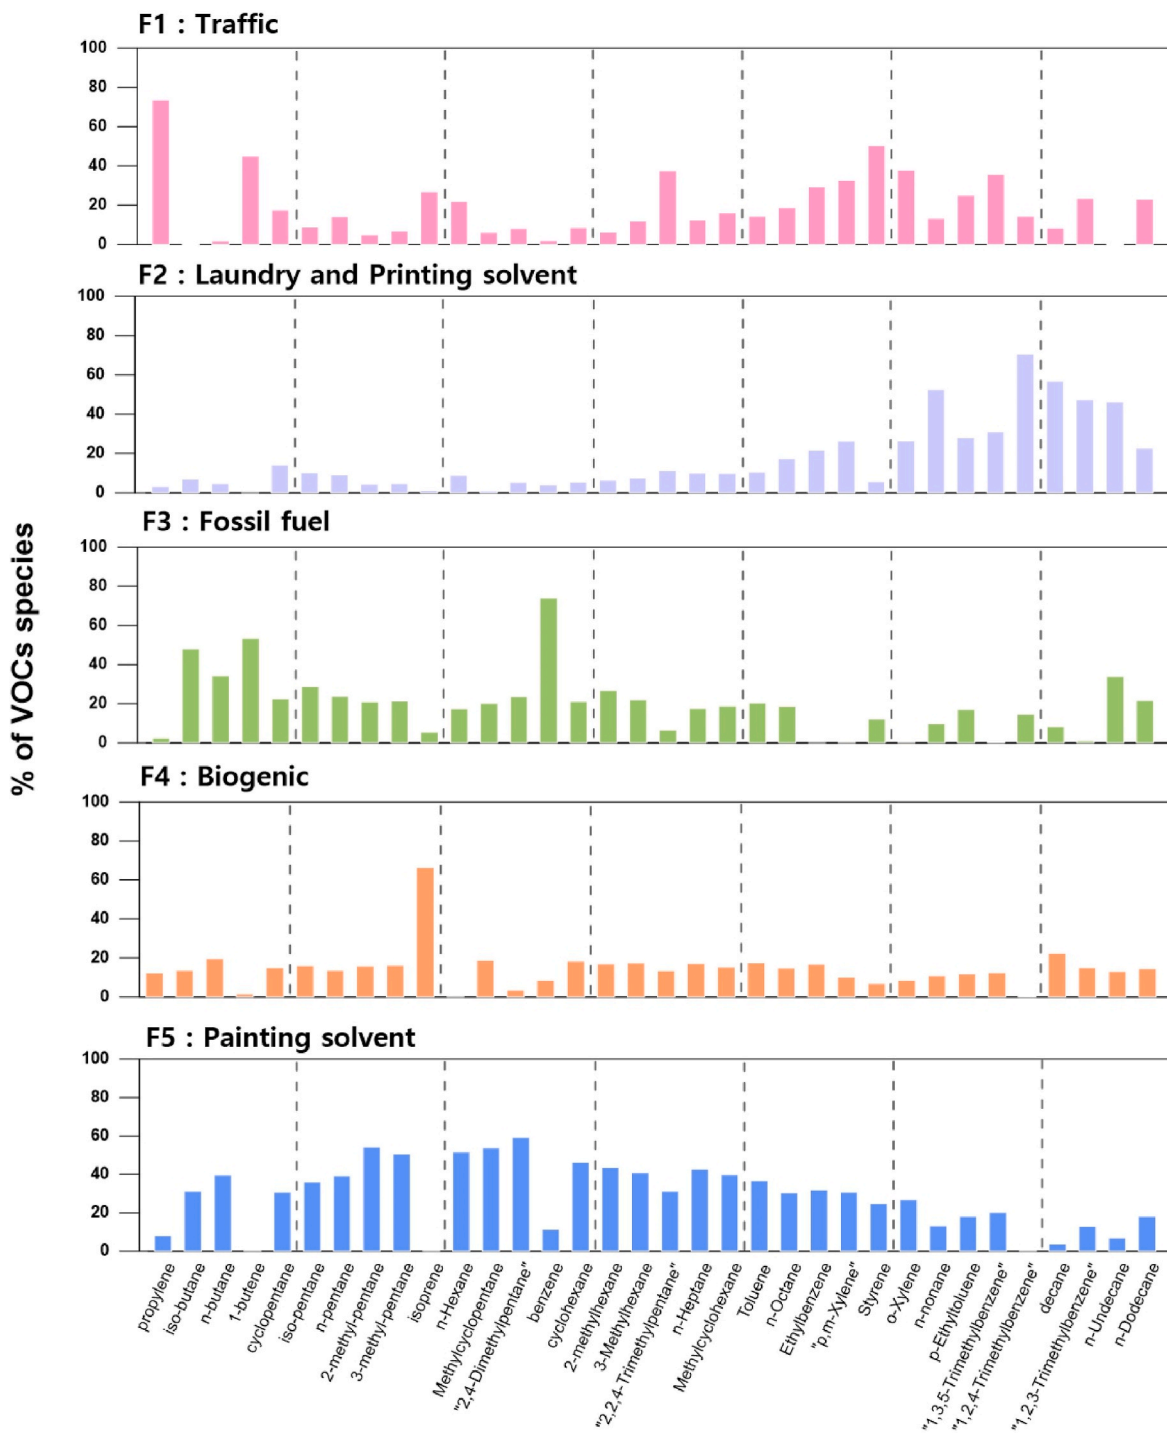 F1 : Traffic
100
80
60
40
20
0
F2 : Laundry and Printing solvent
100
80
60
40
20
0
F3 : Fossil fuel
100
80
60
40
20
0
F4 : Biogenic
100
80
60
40
20
0
F5 : Painting solvent
100
80
60
40
20
0
% of VOCs species
propylene
iso-butane
n-butane
1-butene
cyclopentane
iso-pentane
n-pentane
2-methyl-pentane
3-methyl-pentane
isoprene
n-Hexane
Methylcyclopentane
"2,4-Dimethylpentane"
benzene
cyclohexane
2-methylhexane
3-Methylhexane
"2,2,4-Trimethylpentane"
n-Heptane
Methylcyclohexane
Toluene
n-Octane
Ethylbenzene
"p,m-Xylene"
Styrene
o-Xylene
n-nonane
p-Ethyltoluene
"1,3,5-Trimethylbenzene"
"1,2,4-Trimethylbenzene"
decane
"1,2,3-Trimethylbenzene"
n-Undecane
n-Dodecane